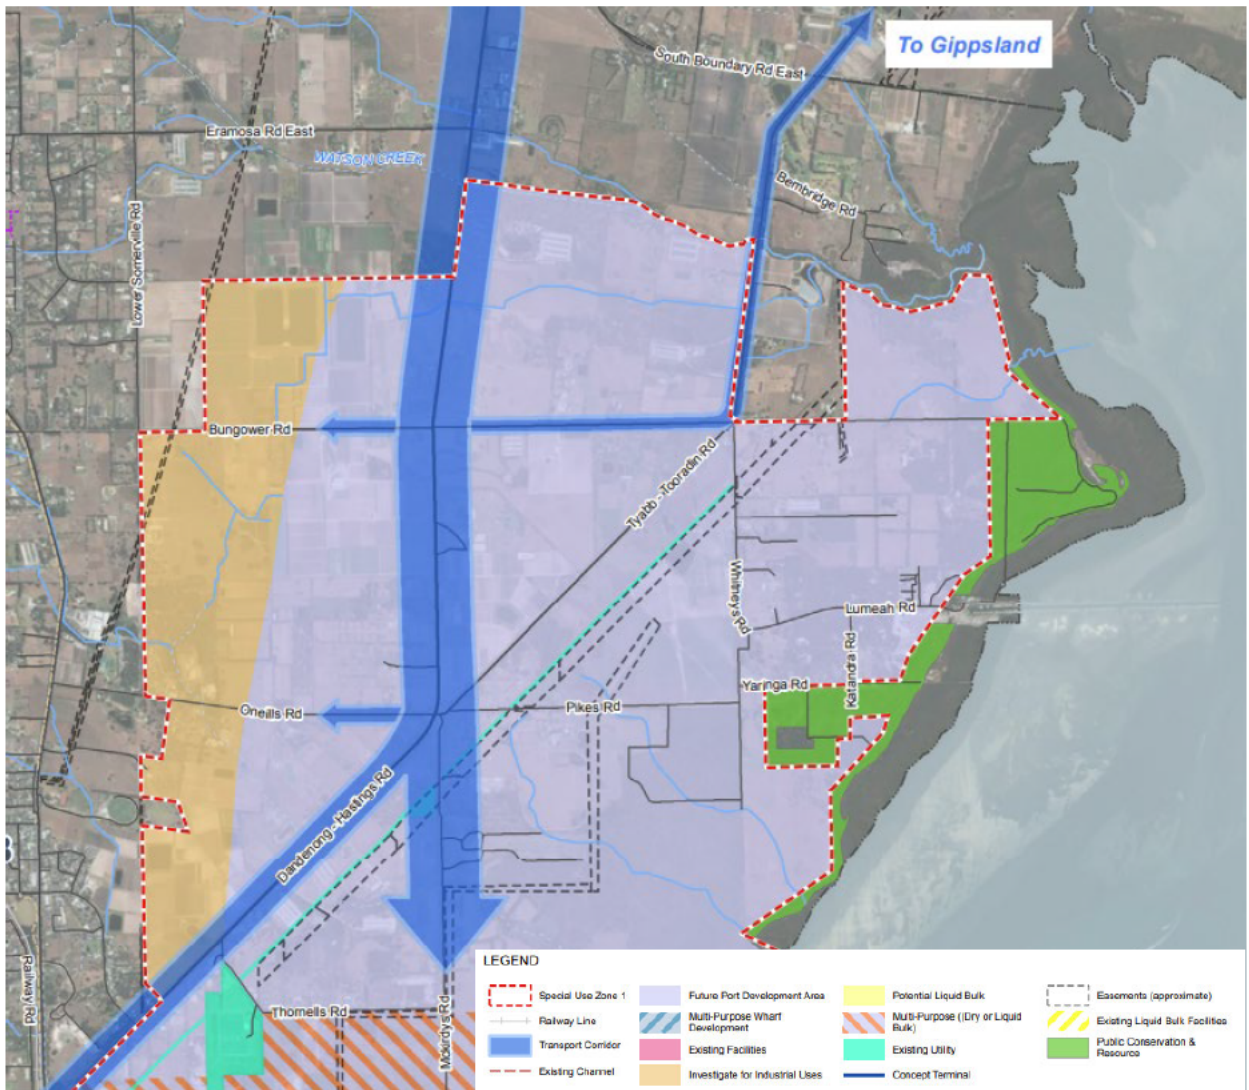 To Gippsland
South Boundary Rd East
Eramosa Rd East
WATSON CREEK
Bembridge Rd
Lower Somerville Rd
Bungower Rd
Tyabb - Tooradin Rd
Whitneys Rd
Lumeah Rd
Katandra Rd
Yaringa Rd
Oneills Rd
Pikes Rd
Dandenong - Hastings Rd
Railway Rd
Thornells Rd
Mckirdys Rd
LEGEND
Special Use Zone 1
Railway Line
Transport Corridor
Existing Channel
Future Port Development Area
Multi-Purpose Wharf
Development
Existing Facilities
Investigate for Industrial Uses
Potential Liquid Bulk
Multi-Purpose ((Dry or Liquid
Bulk)
Existing Utility
Concept Terminal
Easements (approximate)
Existing Liquid Bulk Facilities
Public Conservation &
Resource